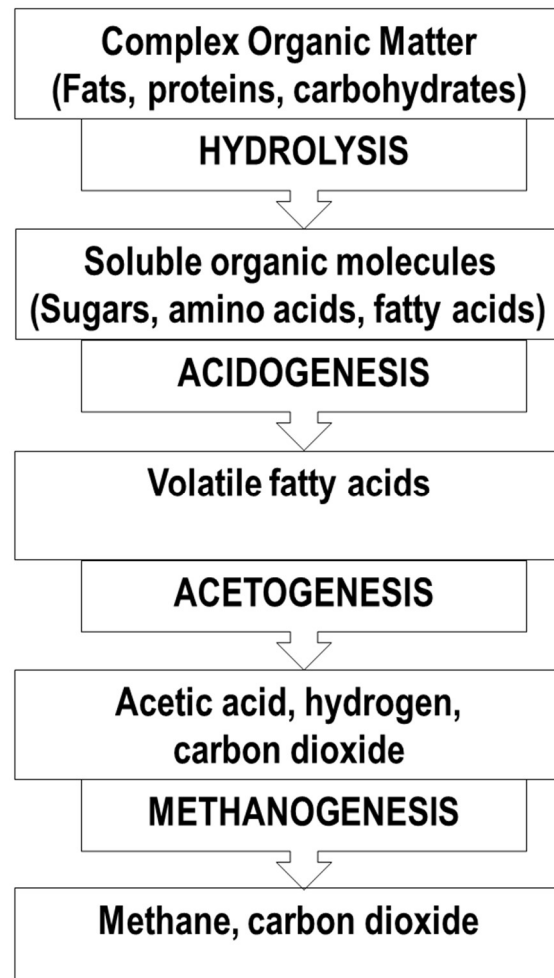 Complex Organic Matter
(Fats, proteins, carbohydrates)
HYDROLYSIS
Soluble organic molecules
(Sugars, amino acids, fatty acids)
ACIDOGENESIS
Volatile fatty acids
ACETOGENESIS
Acetic acid, hydrogen,
carbon dioxide
METHANOGENESIS
Methane, carbon dioxide